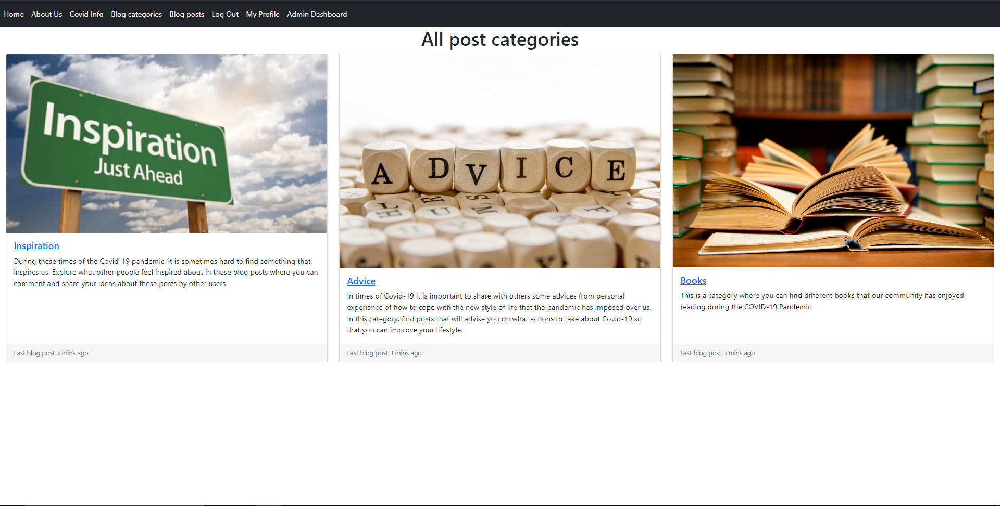 Home About Us Covid Info Blog categories Blog posts Log Out My Profile Admin Dashboard
All post categories
Inspiration
Just Ahead
Inspiration
During these times of the Covid-19 pandemic, it is sometimes hard to find something that
inspires us. Explore what other people feel inspired about in these blog posts where you can
comment and share your ideas about these posts by other users
Last blog post 3 mins ago
ADVICE
Advice
In times of Covid-19 it is important to share with others some advices from personal
experience of how to cope with the new style of life that the pandemic has imposed over us.
In this category, find posts that will advise you on what actions to take about Covid-19 so
that you can improve your lifestyle.
Last blog post 3 mins ago
Books
This is a category where you can find different books that our community has enjoyed
reading during the COVID-19 Pandemic
Last blog post 3 mins ago